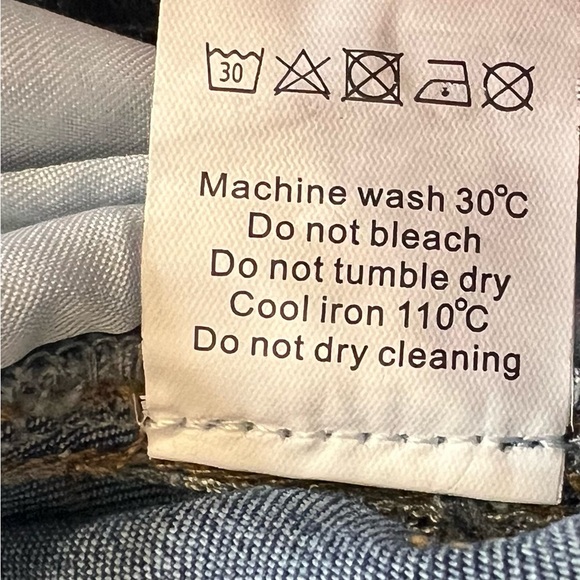 30
Machine wash 30°C
Do not bleach
Do not tumble dry
Cool iron 110°C
Do not dry cleaning